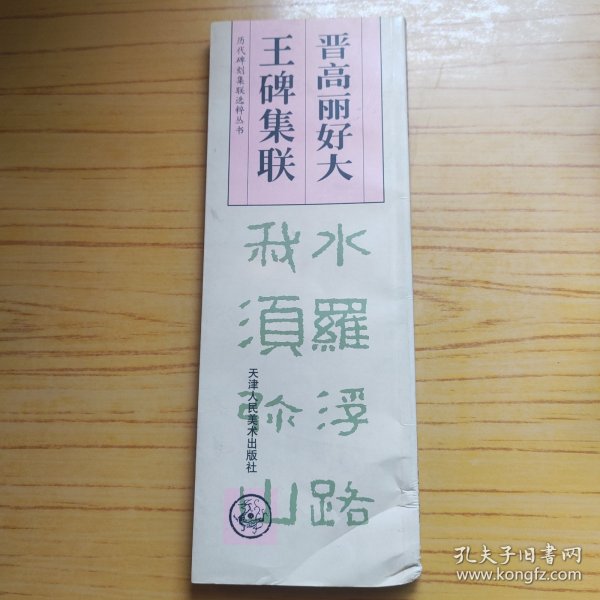 晋高丽好大
王碑集联
历代碑刻集联选粹丛书
水羅浮路
我須弥山
天津人民美术出版社
孔夫子旧书网
www.kongfz.com